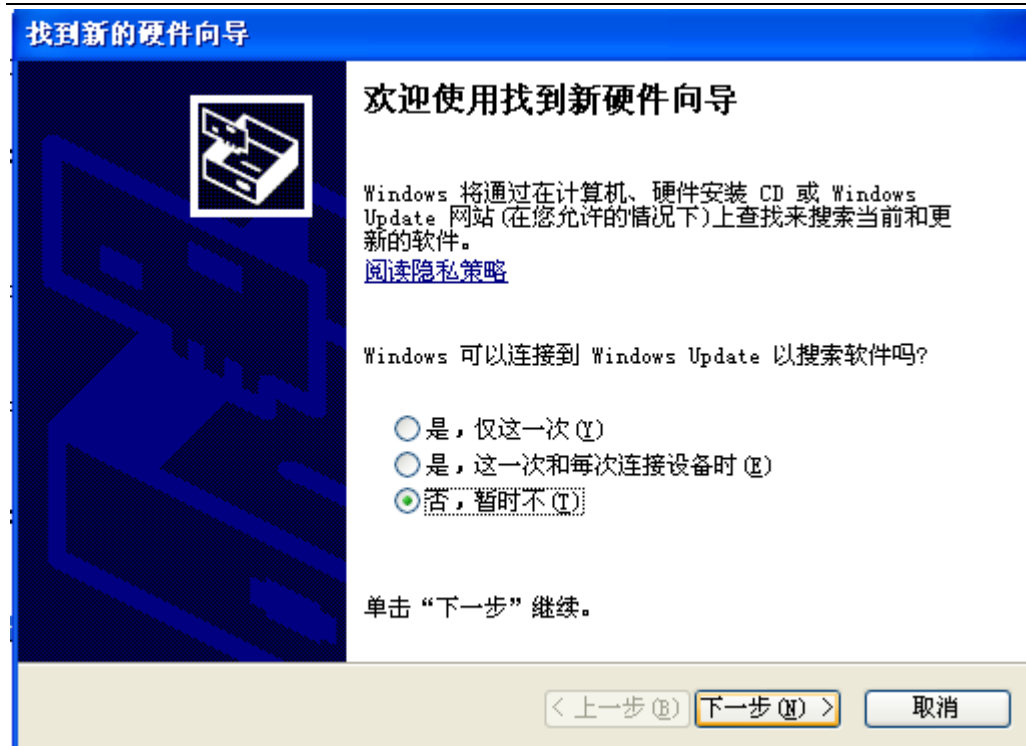 找到新的硬件向导
欢迎使用找到新硬件向导
Windows 将通过在计算机、硬件安装 CD 或 Windows
Update 网站(在您允许的情况下)上查找来搜索当前和更
新的软件。
阅读隐私策略
Windows 可以连接到 Windows Update 以搜索软件吗?
是，仅这一次(Y)
是，这一次和每次连接设备时(E)
否，暂时不(T)
单击“下一步”继续。
< 上一步(B) 下一步(N) > 取消